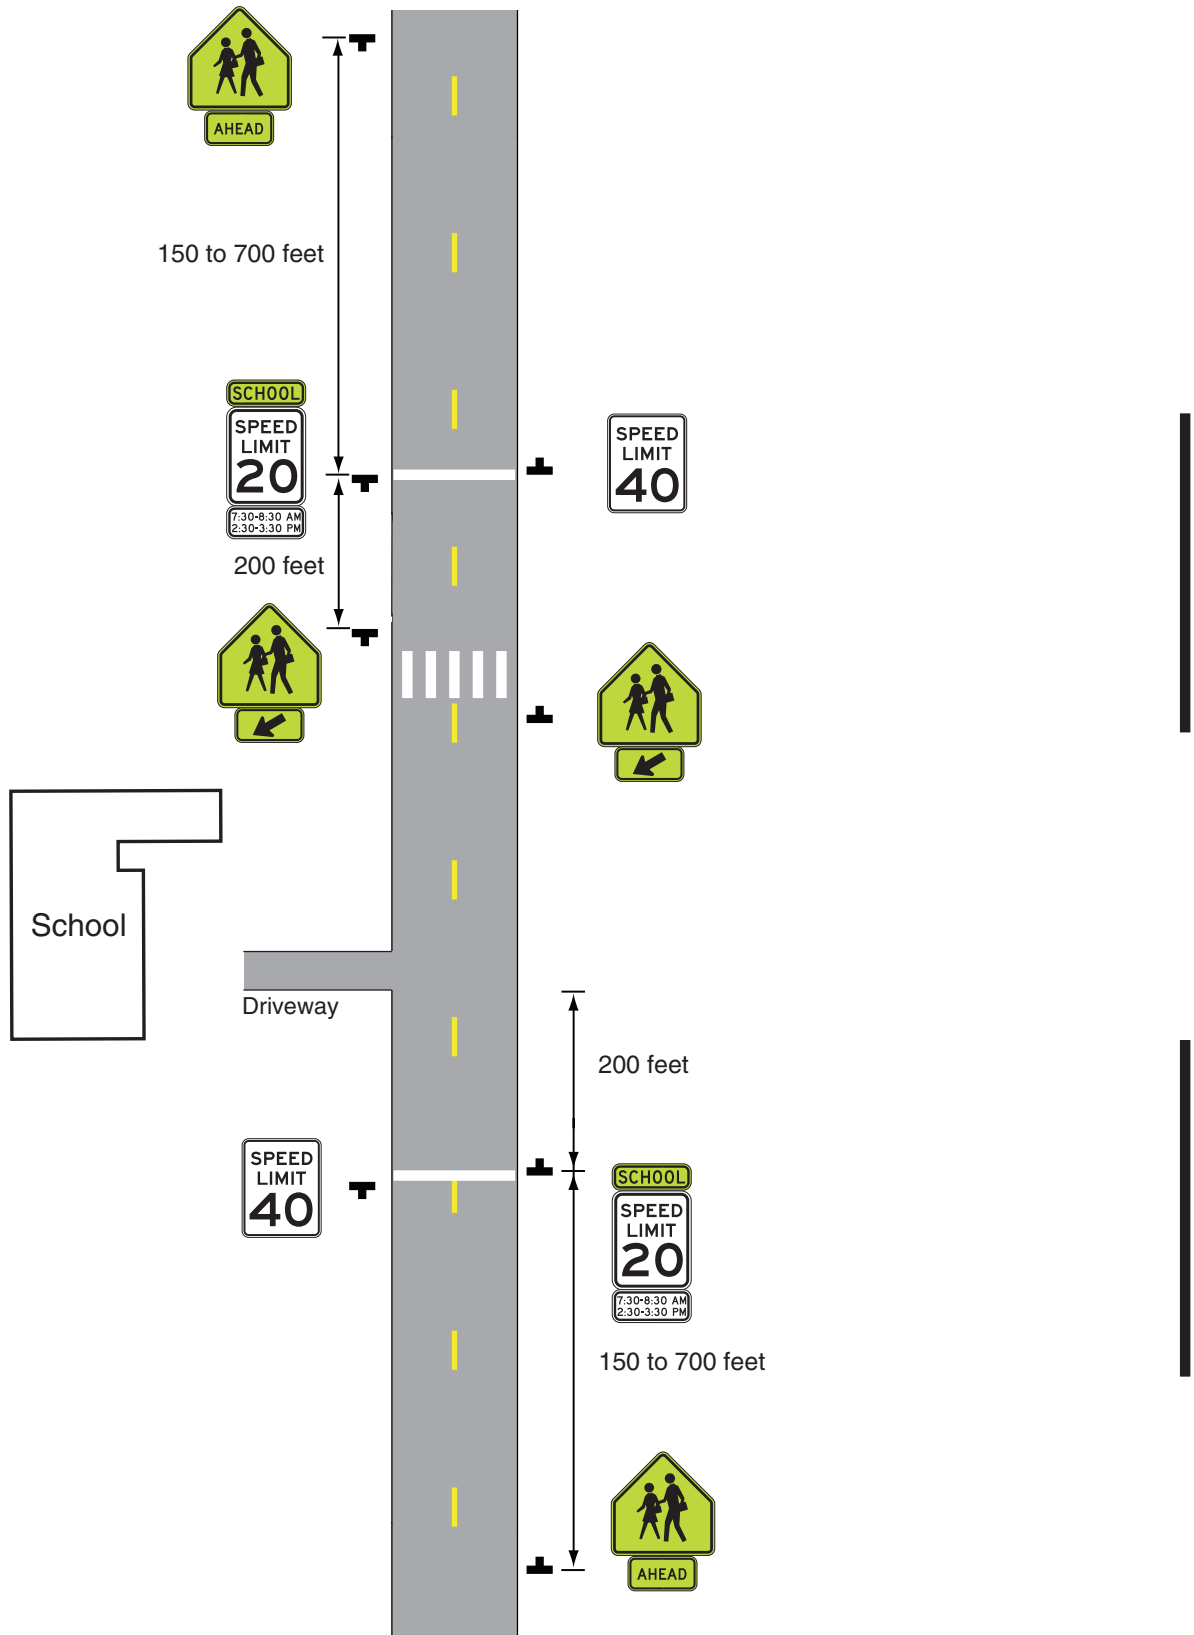 AHEAD
150 to 700 feet
SCHOOL
SPEED
LIMIT
20
7:30-8:30 AM
2:30-3:30 PM
SPEED
LIMIT
40
200 feet
School
Driveway
200 feet
SPEED
LIMIT
40
SCHOOL
SPEED
LIMIT
20
7:30-8:30 AM
2:30-3:30 PM
150 to 700 feet
AHEAD